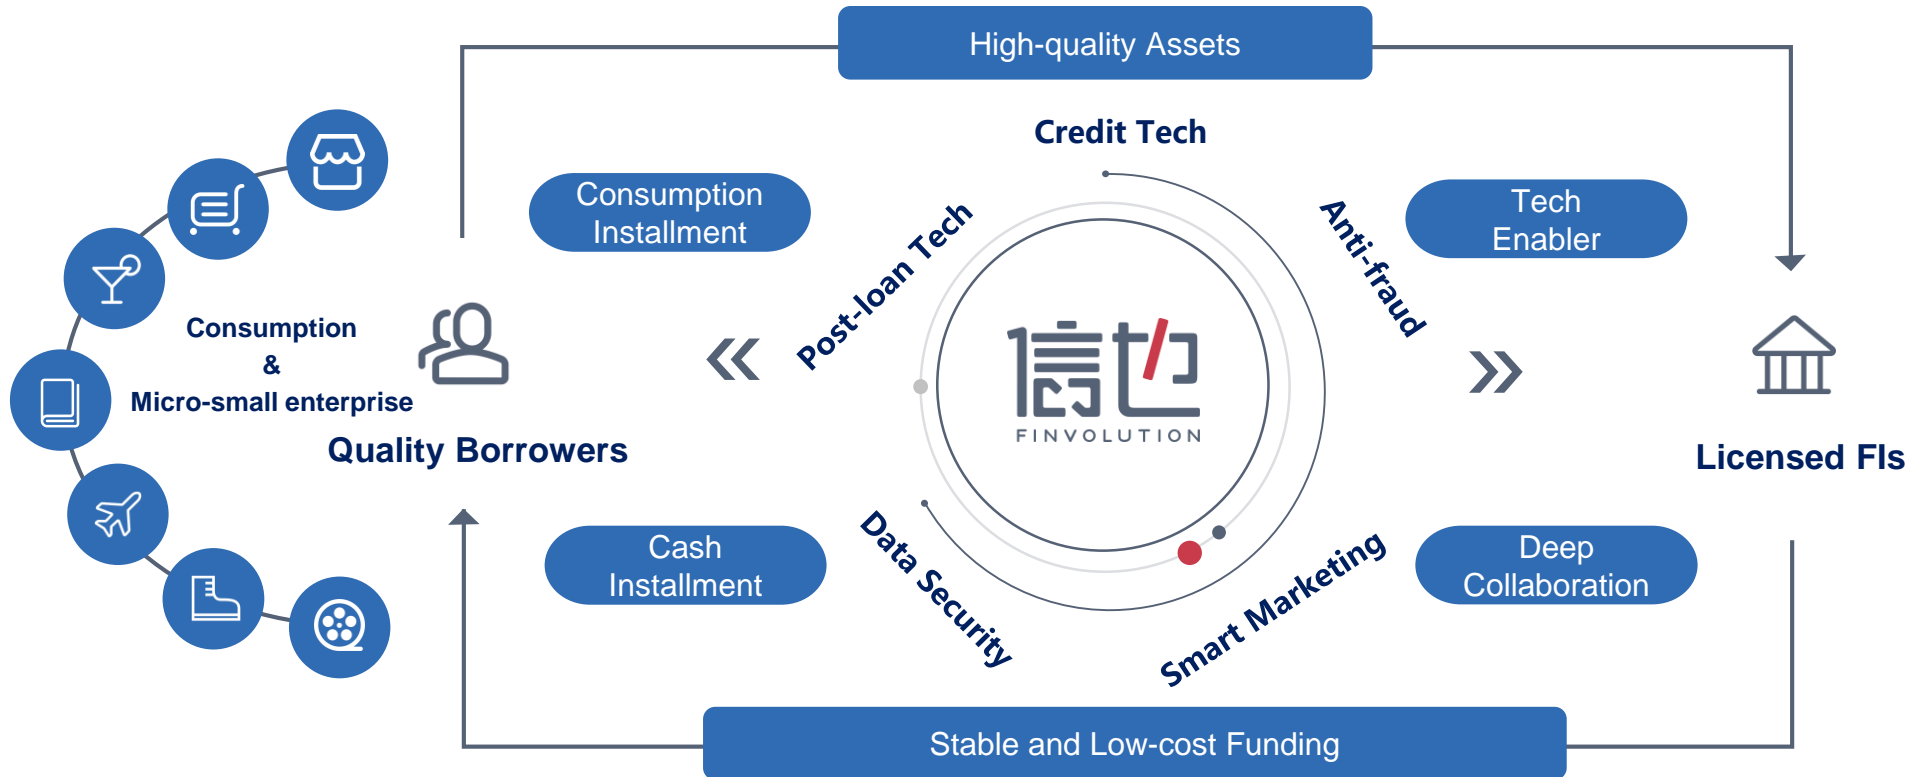 High-quality Assets
Credit Tech
Consumption
Installment
Tech
Enabler
Post-loan Tech
Anti-fraud
Consumption
&
Micro-small enterprise
信也
FINVOLUTION
Quality Borrowers
Licensed FIs
Cash
Installment
Data Security
Smart Marketing
Deep
Collaboration
Stable and Low-cost Funding